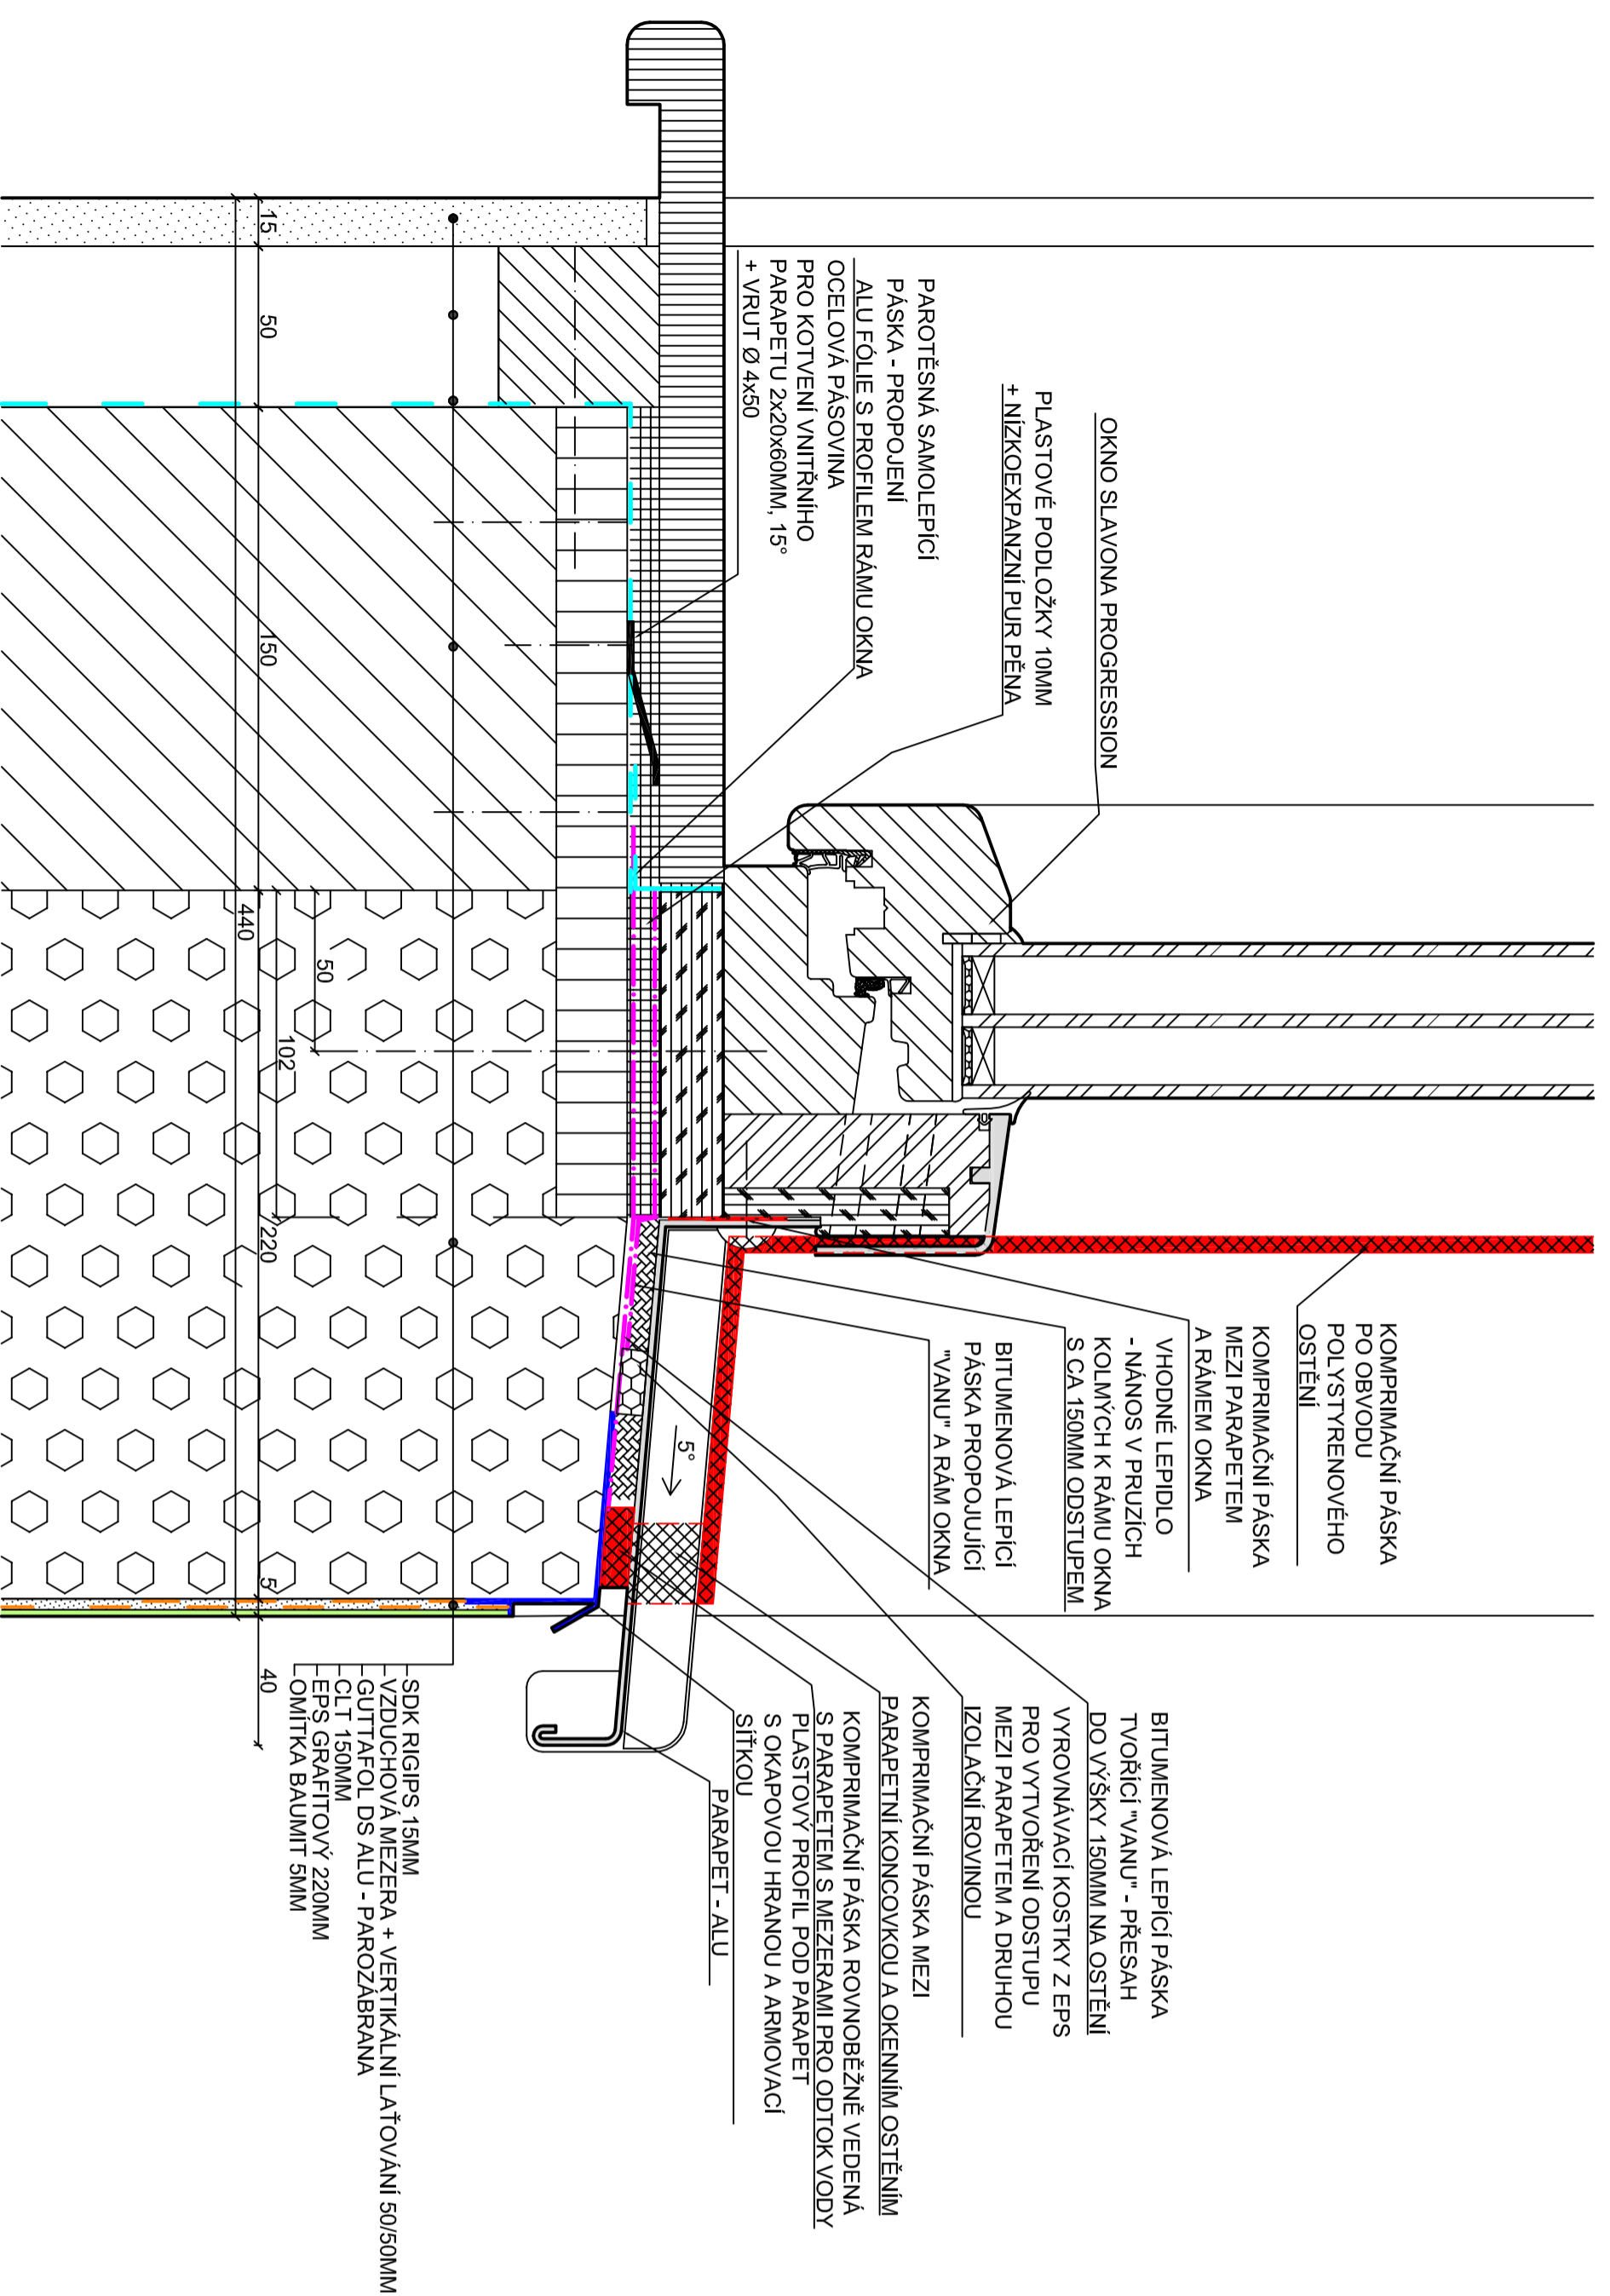 OKNO SLAVONA PROGRESSION
PLASTOVÉ PODLOŽKY 10MM
+ NÍZKOEXPANZNÍ PUR PĚNA
PAROTĚSNÁ SAMOLEPÍCÍ
PÁSKA - PROPOJENÍ
ALU FÓLIE S PROFILEM RÁMU OKNA
OCELOVÁ PÁSOVINA
PRO KOTVENÍ VNITŘNÍHO
PARAPETU 2x20x60MM, 15°
+ VRUT Ø 4x50
KOMPRIMAČNÍ PÁSKA
PO OBVODU
POLYSTYRENOVÉHO
OSTĚNÍ
KOMPRIMAČNÍ PÁSKA
MEZI PARAPETEM
A RÁMEM OKNA
VHODNÉ LEPIDLO
- NÁNOS V PRUZÍCH
KOLMÝCH K RÁMU OKNA
S CA 150MM ODSTUPEM
BITUMENOVÁ LEPÍCÍ
PÁSKA PROPOJUJÍCÍ
"VANU" A RÁM OKNA
BITUMENOVÁ LEPÍCÍ PÁSKA
TVOŘÍCÍ "VANU" - PŘESAH
DO VÝŠKY 150MM NA OSTĚNÍ
VYROVNÁVACÍ KOSTKY Z EPS
PRO VYTVOŘENÍ ODSTUPU
MEZI PARAPETEM A DRUHOU
IZOLAČNÍ ROVINOU
KOMPRIMAČNÍ PÁSKA MEZI
PARAPETNÍ KONCOVKOU A OKENNÍM OSTĚNÍM
KOMPRIMAČNÍ PÁSKA ROVNOBĚŽNĚ VEDENÁ
S PARAPETEM S MEZERAMI PRO ODTOK VODY
PLASTOVÝ PROFIL POD PARAPET
S OKAPOVOU HRANOU A ARMOVACÍ
SÍŤKOU
PARAPET - ALU
5°
50
102
15
50
150
220
5
40
440
SDK RIGIPS 15MM
VZDUCHOVÁ MEZERA + VERTIKÁLNÍ LAŤOVÁNÍ 50/50MM
GUTTAFOL DS ALU - PAROZÁBRANA
CLT 150MM
EPS GRAFITOVÝ 220MM
OMÍTKA BAUMIT 5MM